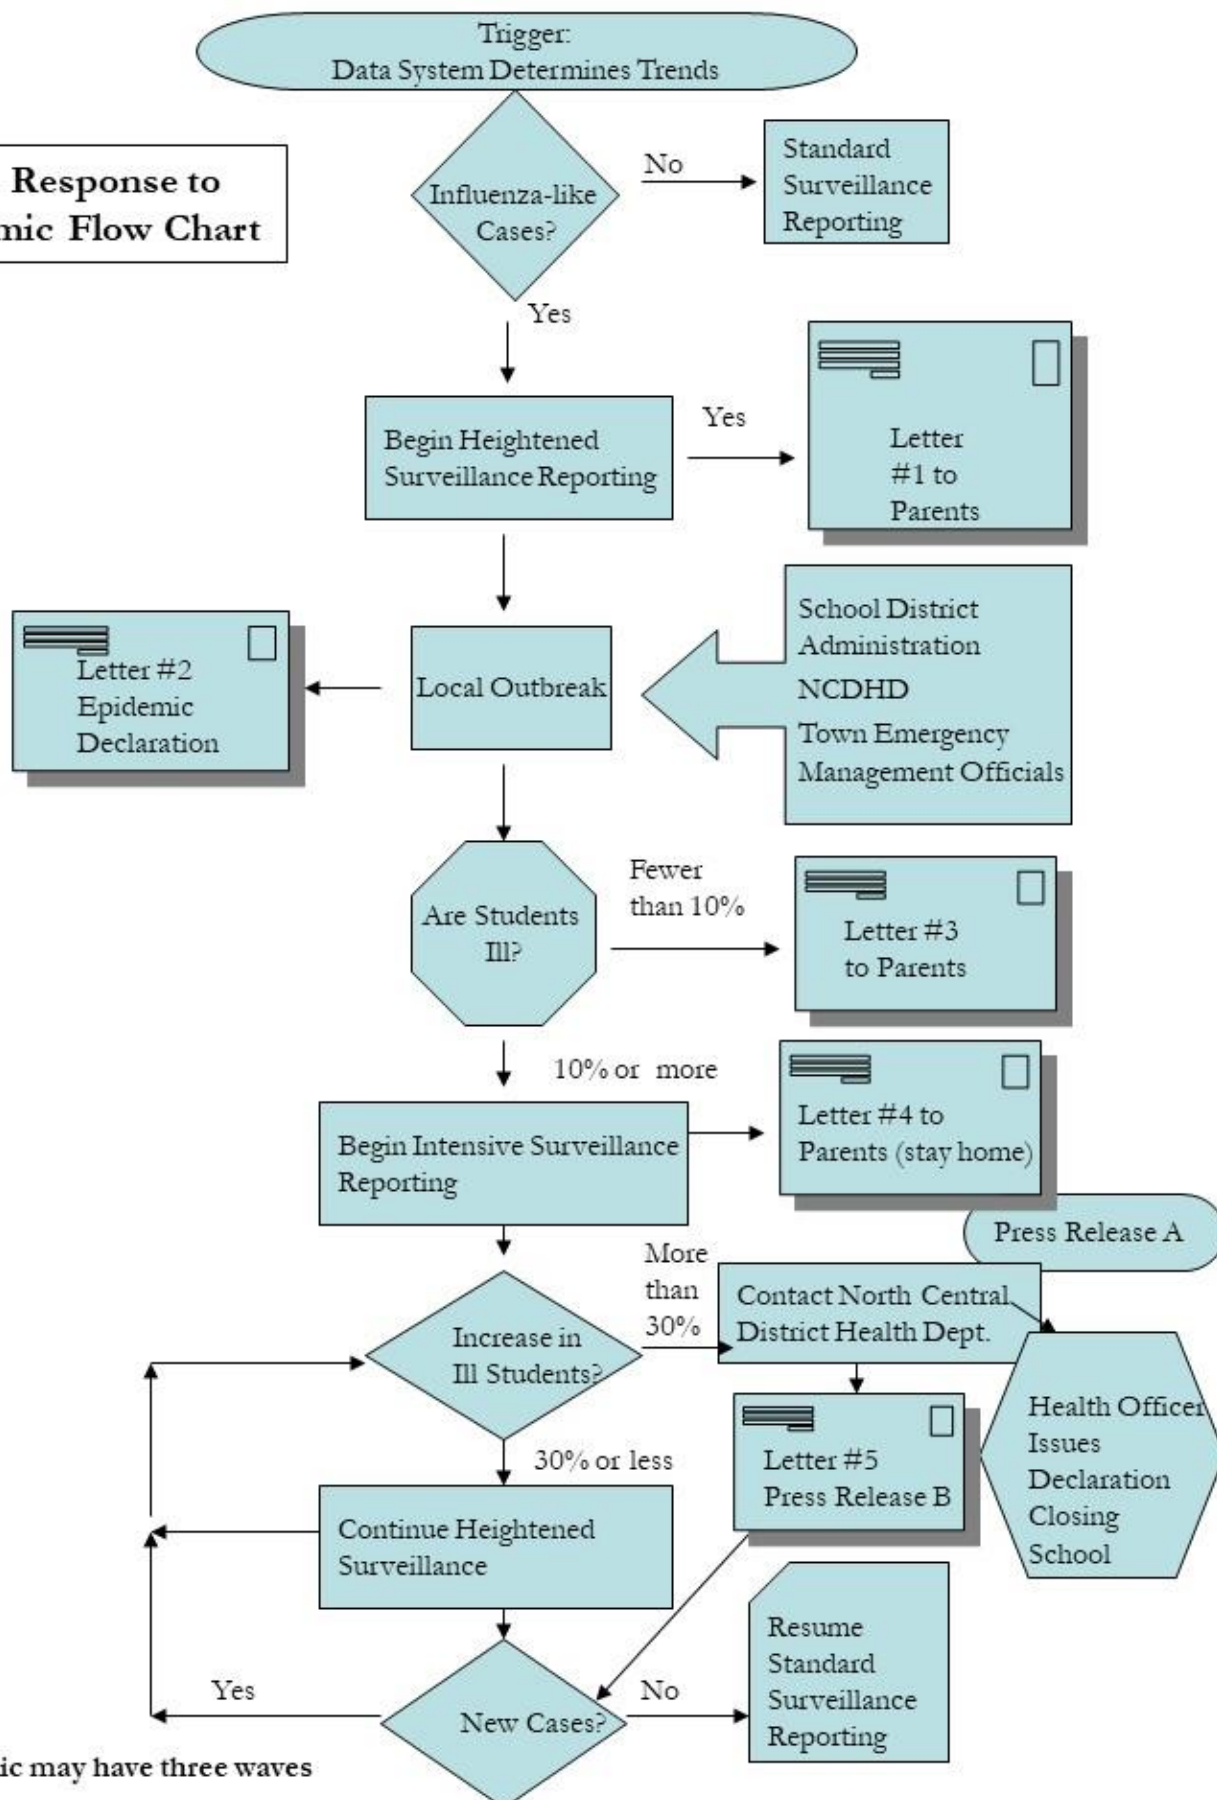 Trigger:
Data System Determines Trends
Response to
mic Flow Chart
Influenza-like
Cases?
No
Standard
Surveillance
Reporting
Yes
Begin Heightened
Surveillance Reporting
Yes
Letter
#1 to
Parents
School District
Administration
NCDHD
Town Emergency
Management Officials
Local Outbreak
Letter #2
Epidemic
Declaration
Are Students
Ill?
Fewer
than 10%
Letter #3
to Parents
10% or more
Begin Intensive Surveillance
Reporting
Letter #4 to
Parents (stay home)
Press Release A
Increase in
Ill Students?
More
than
30%
Contact North Central
District Health Dept.
Health Officer
Issues
Declaration
Closing
School
30% or less
Letter #5
Press Release B
Continue Heightened
Surveillance
Yes
New Cases?
No
Resume
Standard
Surveillance
Reporting
ic may have three waves